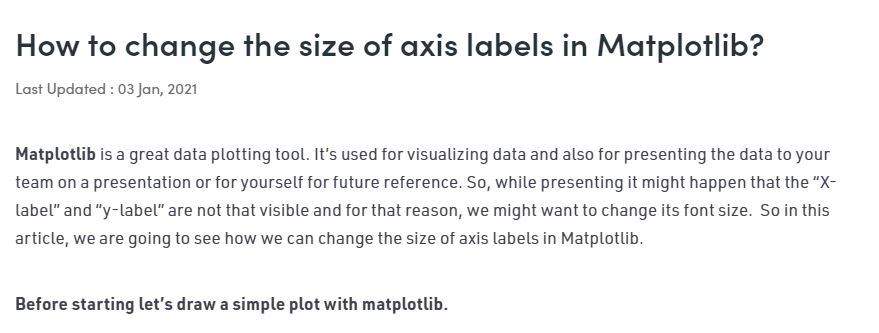 How to change the size of axis labels in Matplotlib?
Last Updated : 03 Jan, 2021
Matplotlib is a great data plotting tool. It’s used for visualizing data and also for presenting the data to your
team on a presentation or for yourself for future reference. So, while presenting it might happen that the “X-
label” and “y-label” are not that visible and for that reason, we might want to change its font size.  So in this
article, we are going to see how we can change the size of axis labels in Matplotlib.
Before starting let’s draw a simple plot with matplotlib.